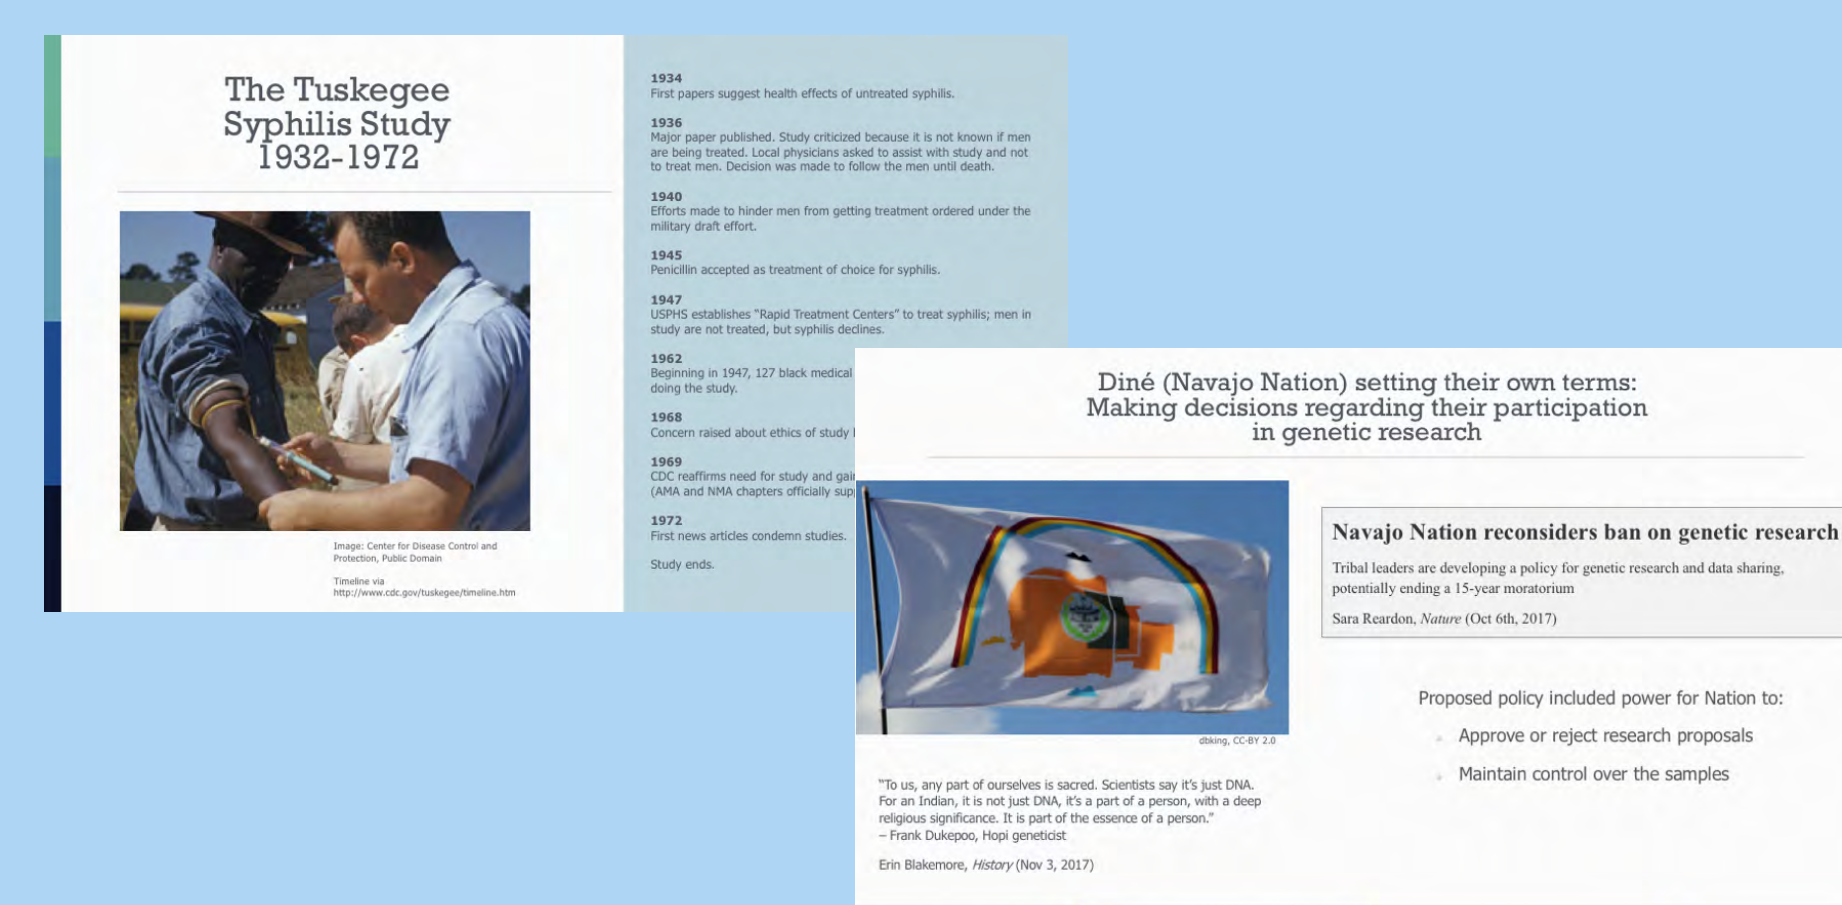 The Tuskegee
Syphilis Study
1932-1972
Image: Center for Disease Control and
Protection, Public Domain
Timeline via
http://www.cdc.gov/tuskegee/timeline.htm
1934
First papers suggest health effects of untreated syphilis.
1936
Major paper published. Study criticized because it is not known if men
are being treated. Local physicians asked to assist with study and not
to treat men. Decision was made to follow the men until death.
1940
Efforts made to hinder men from getting treatment ordered under the
military draft effort.
1945
Penicillin accepted as treatment of choice for syphilis.
1947
USPHS establishes “Rapid Treatment Centers” to treat syphilis; men in
study are not treated, but syphilis declines.
1962
Beginning in 1947, 127 black medical
doing the study.
1968
Concern raised about ethics of study
1969
CDC reaffirms need for study and
(AMA and NMA chapters officially
1972
First news articles condemn studies.
Study ends.
Diné (Navajo Nation) setting their own terms:
Making decisions regarding their participation
in genetic research
dbking, CC-BY 2.0
“To us, any part of ourselves is sacred. Scientists say it’s just DNA.
For an Indian, it is not just DNA, it’s a part of a person, with a deep
religious significance. It is part of the essence of a person.”
– Frank Dukepoo, Hopi geneticist
Erin Blakemore, History (Nov 3, 2017)
Navajo Nation reconsiders ban on genetic research
Tribal leaders are developing a policy for genetic research and data sharing,
potentially ending a 15-year moratorium
Sara Reardon, Nature (Oct 6th, 2017)
Proposed policy included power for Nation to:
Approve or reject research proposals
Maintain control over the samples